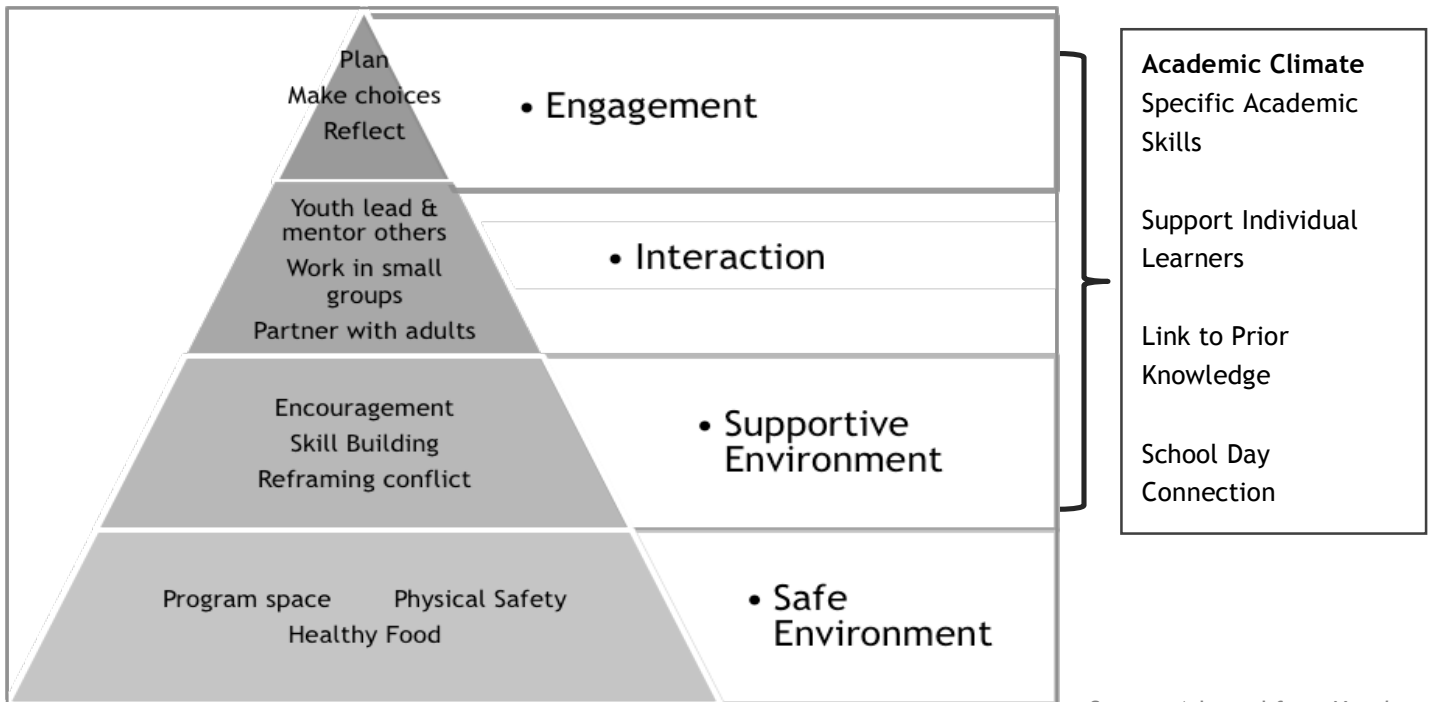 Plan
Make choices
Reflect
• Engagement
Youth lead &
mentor others
Work in small
groups
Partner with adults
• Interaction
Encouragement
Skill Building
Reframing conflict
• Supportive
Environment
Program space Physical Safety
Healthy Food
• Safe
Environment
Academic Climate
Specific Academic
Skills
Support Individual
Learners
Link to Prior
Knowledge
School Day
Connection